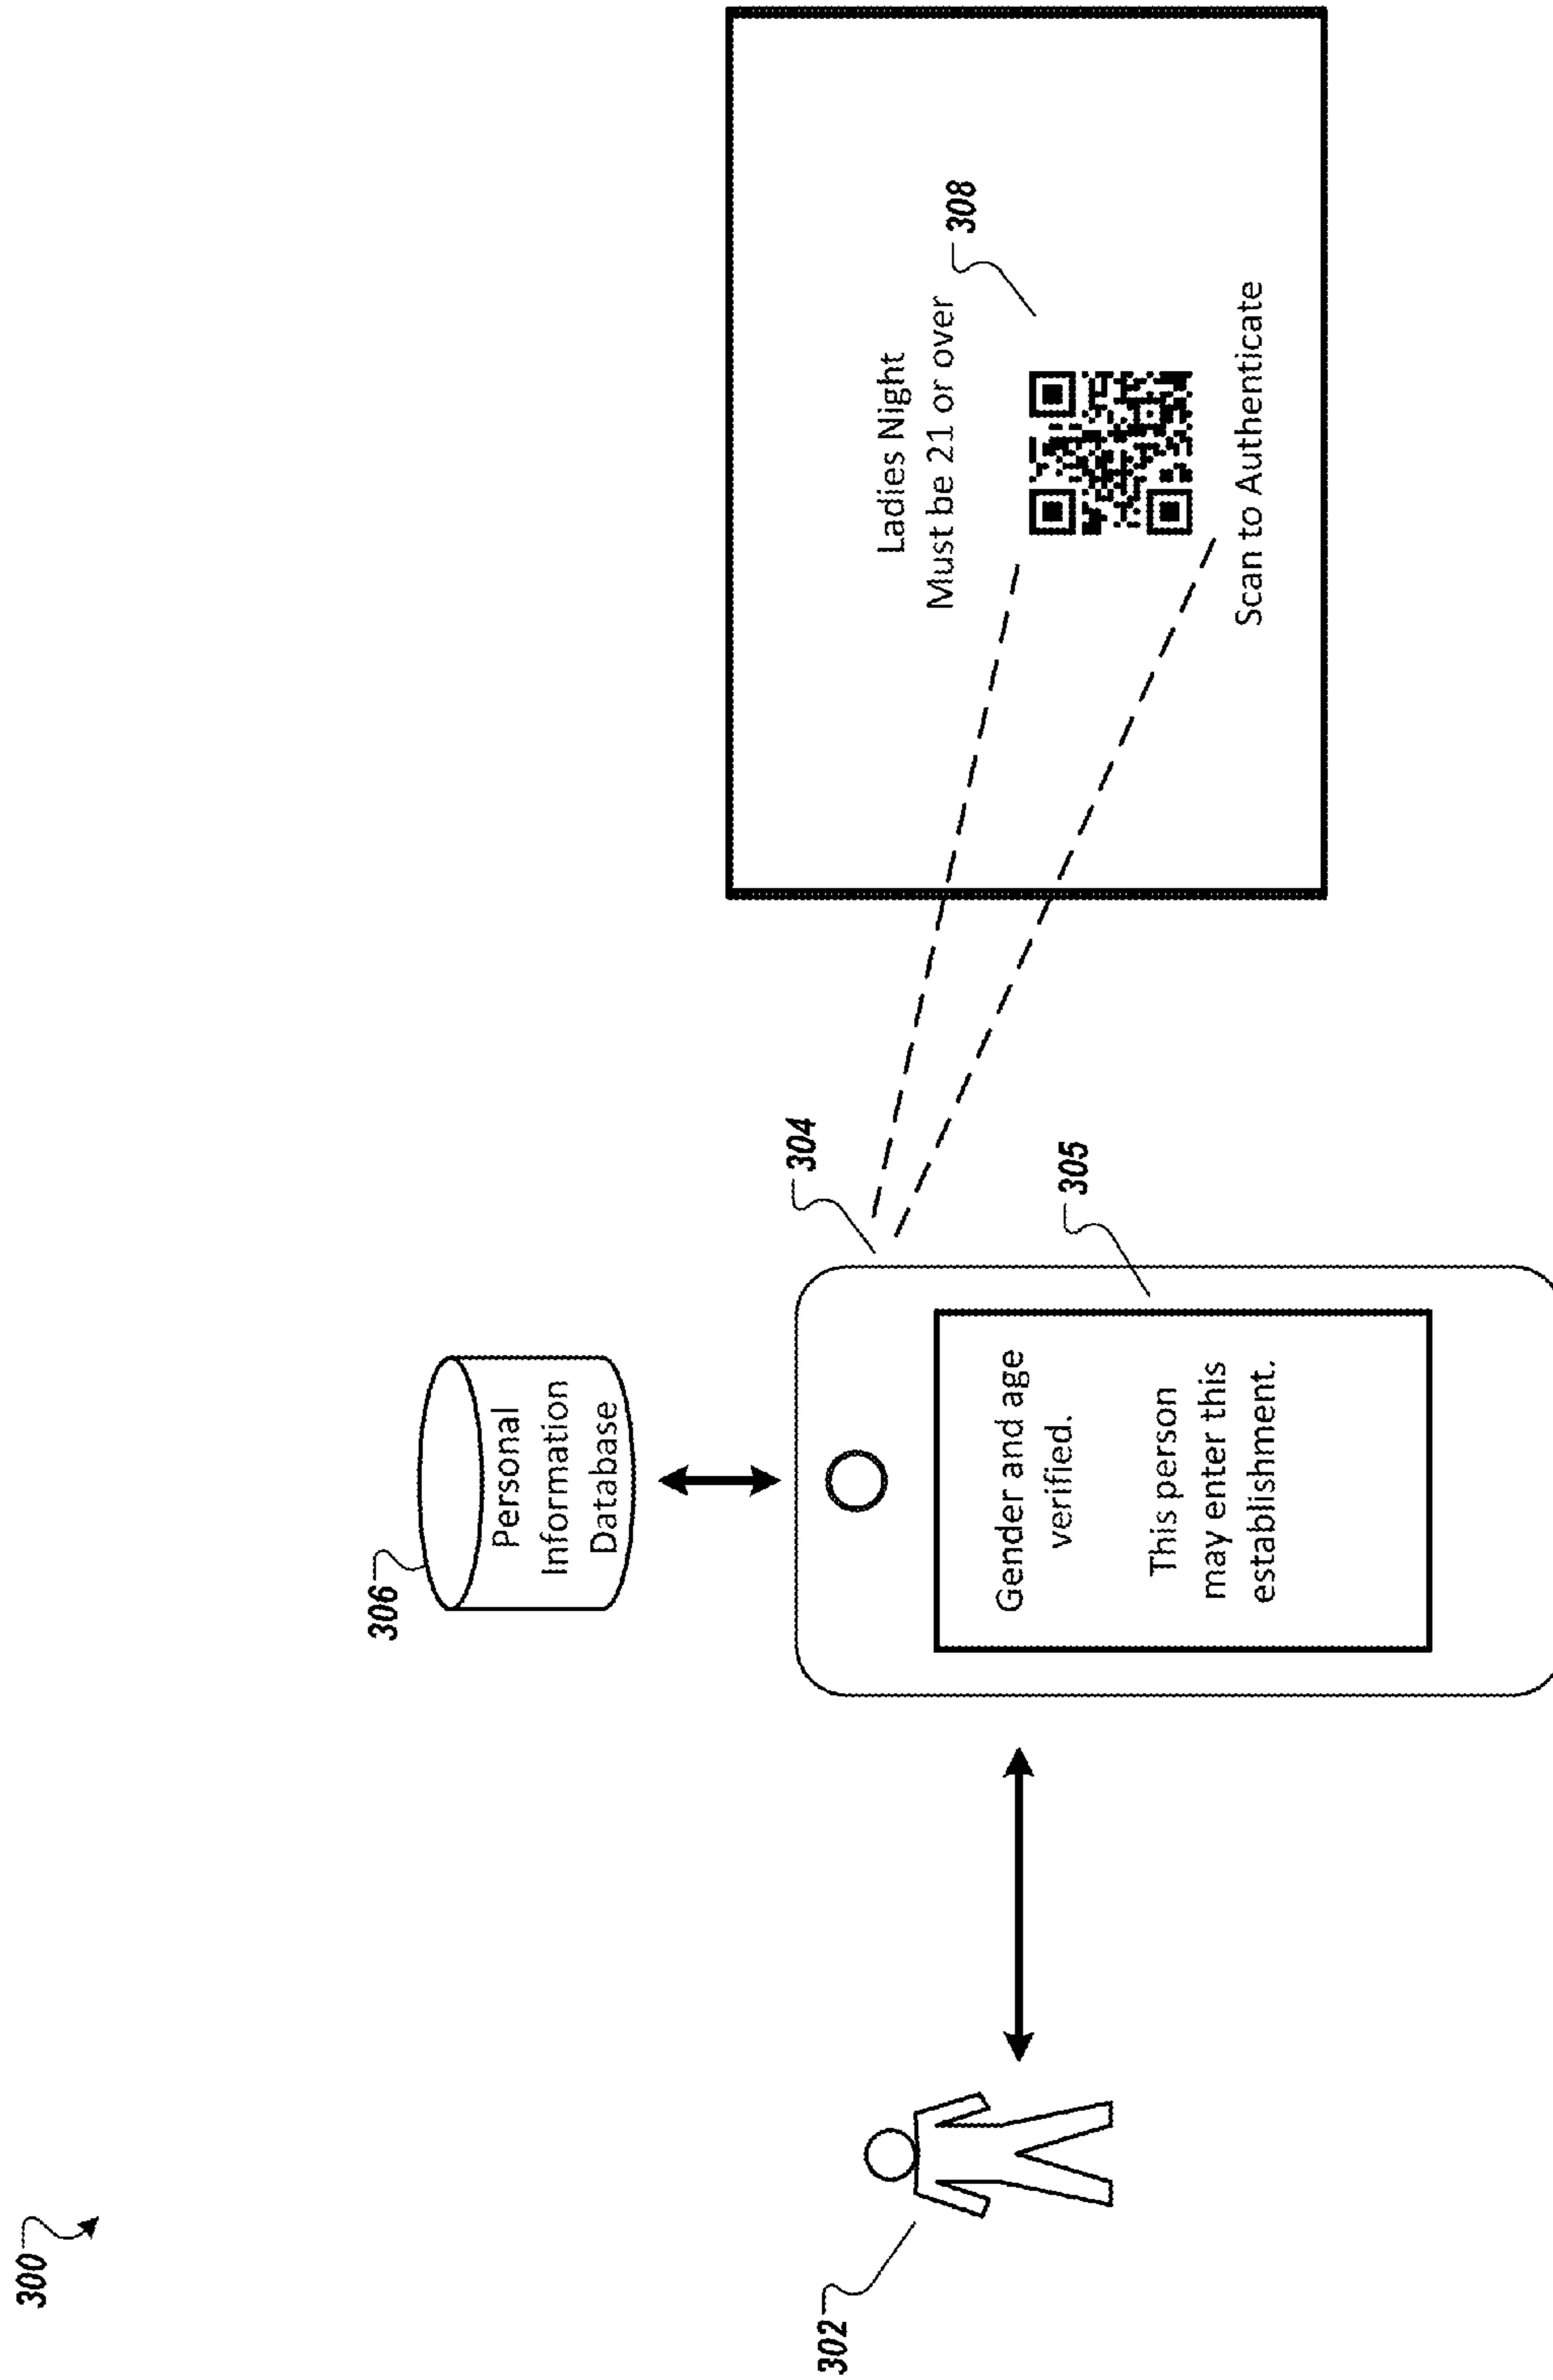 300
306
Personal
Information
Database
302
304
305
Gender and age
verified.
This person
may enter this
establishment.
Ladies Night
Must be 21 or over
308
Scan to Authenticate